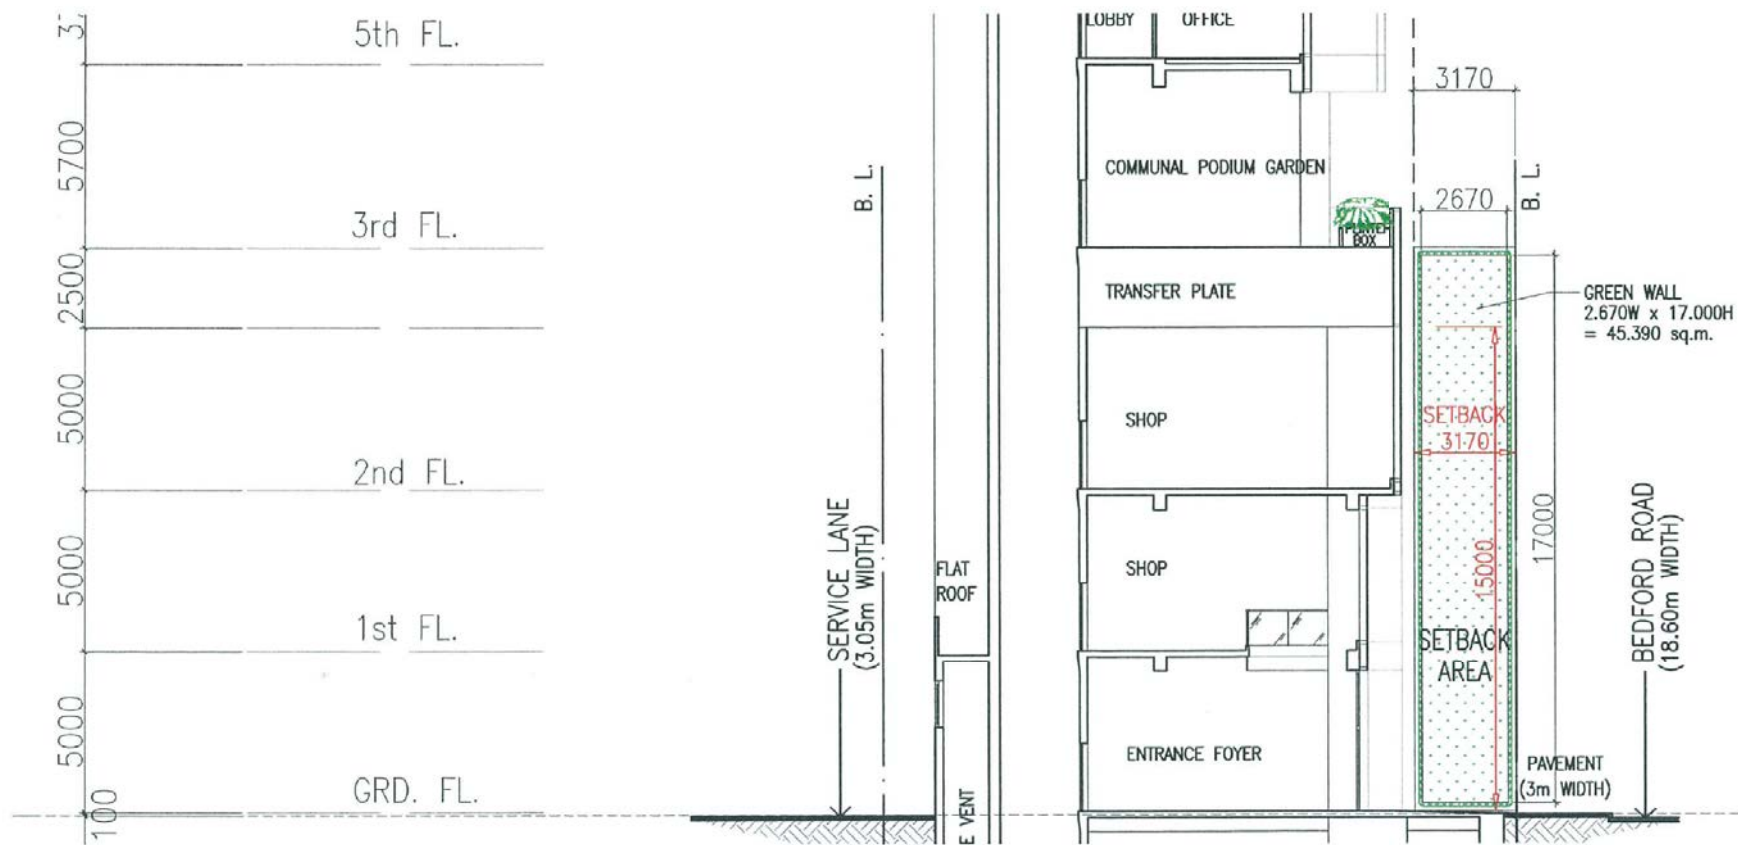 5th FL.
5700
3rd FL.
2500
5000
2nd FL.
5000
1st FL.
5000
GRD. FL.
100
B. L.
SERVICE LANE
(3.05m WIDTH)
FLAT
ROOF
VENT
LOBBY
OFFICE
COMMUNAL PODIUM GARDEN
BOX
TRANSFER PLATE
SHOP
SHOP
ENTRANCE FOYER
3170
2670
B. L.
GREEN WALL
2.670W x 17.000H
= 45.390 sq.m.
SETBACK
3170
15000
17000
SETBACK
AREA
BEDFORD ROAD
(18.60m WIDTH)
PAVEMENT
(3m WIDTH)